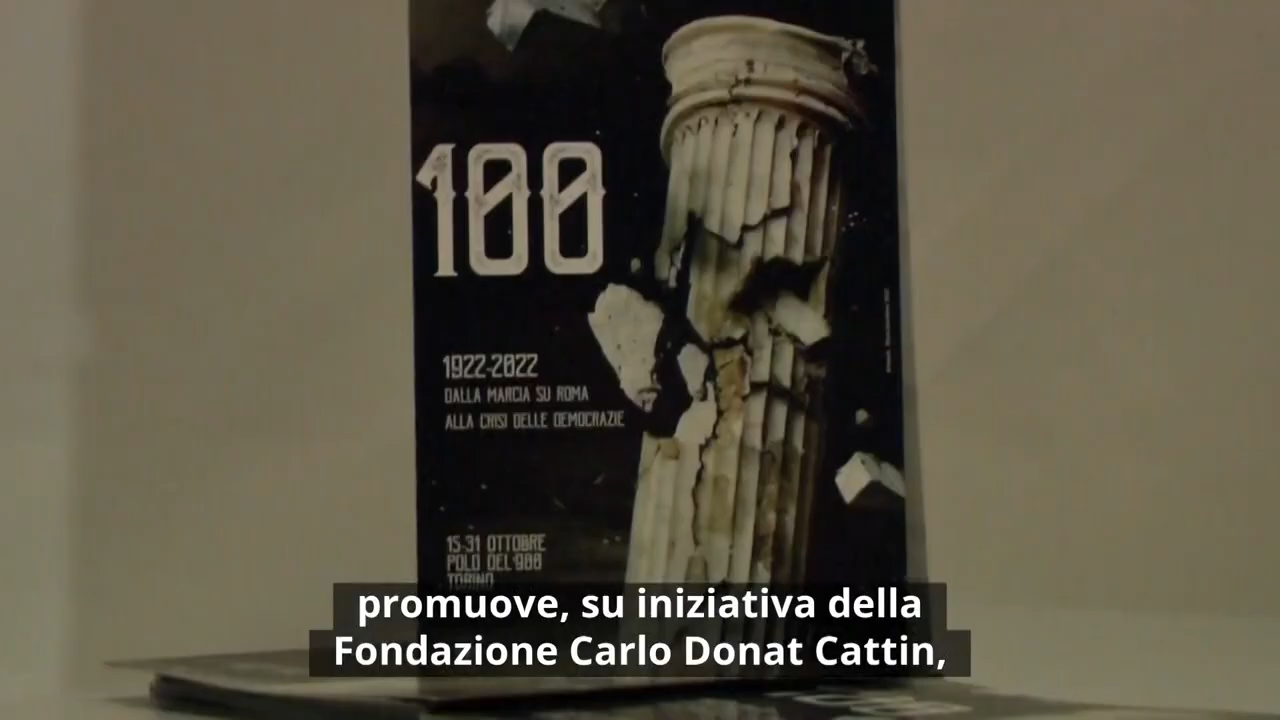 100
1922-2022
DALLA MARCIA SU ROMA
ALLA CRISI DELLE DEMOCRAZIE
15-31 OTTOBRE
POLO DEL '900
TORINO
promuove, su iniziativa della
Fondazione Carlo Donat Cattin,